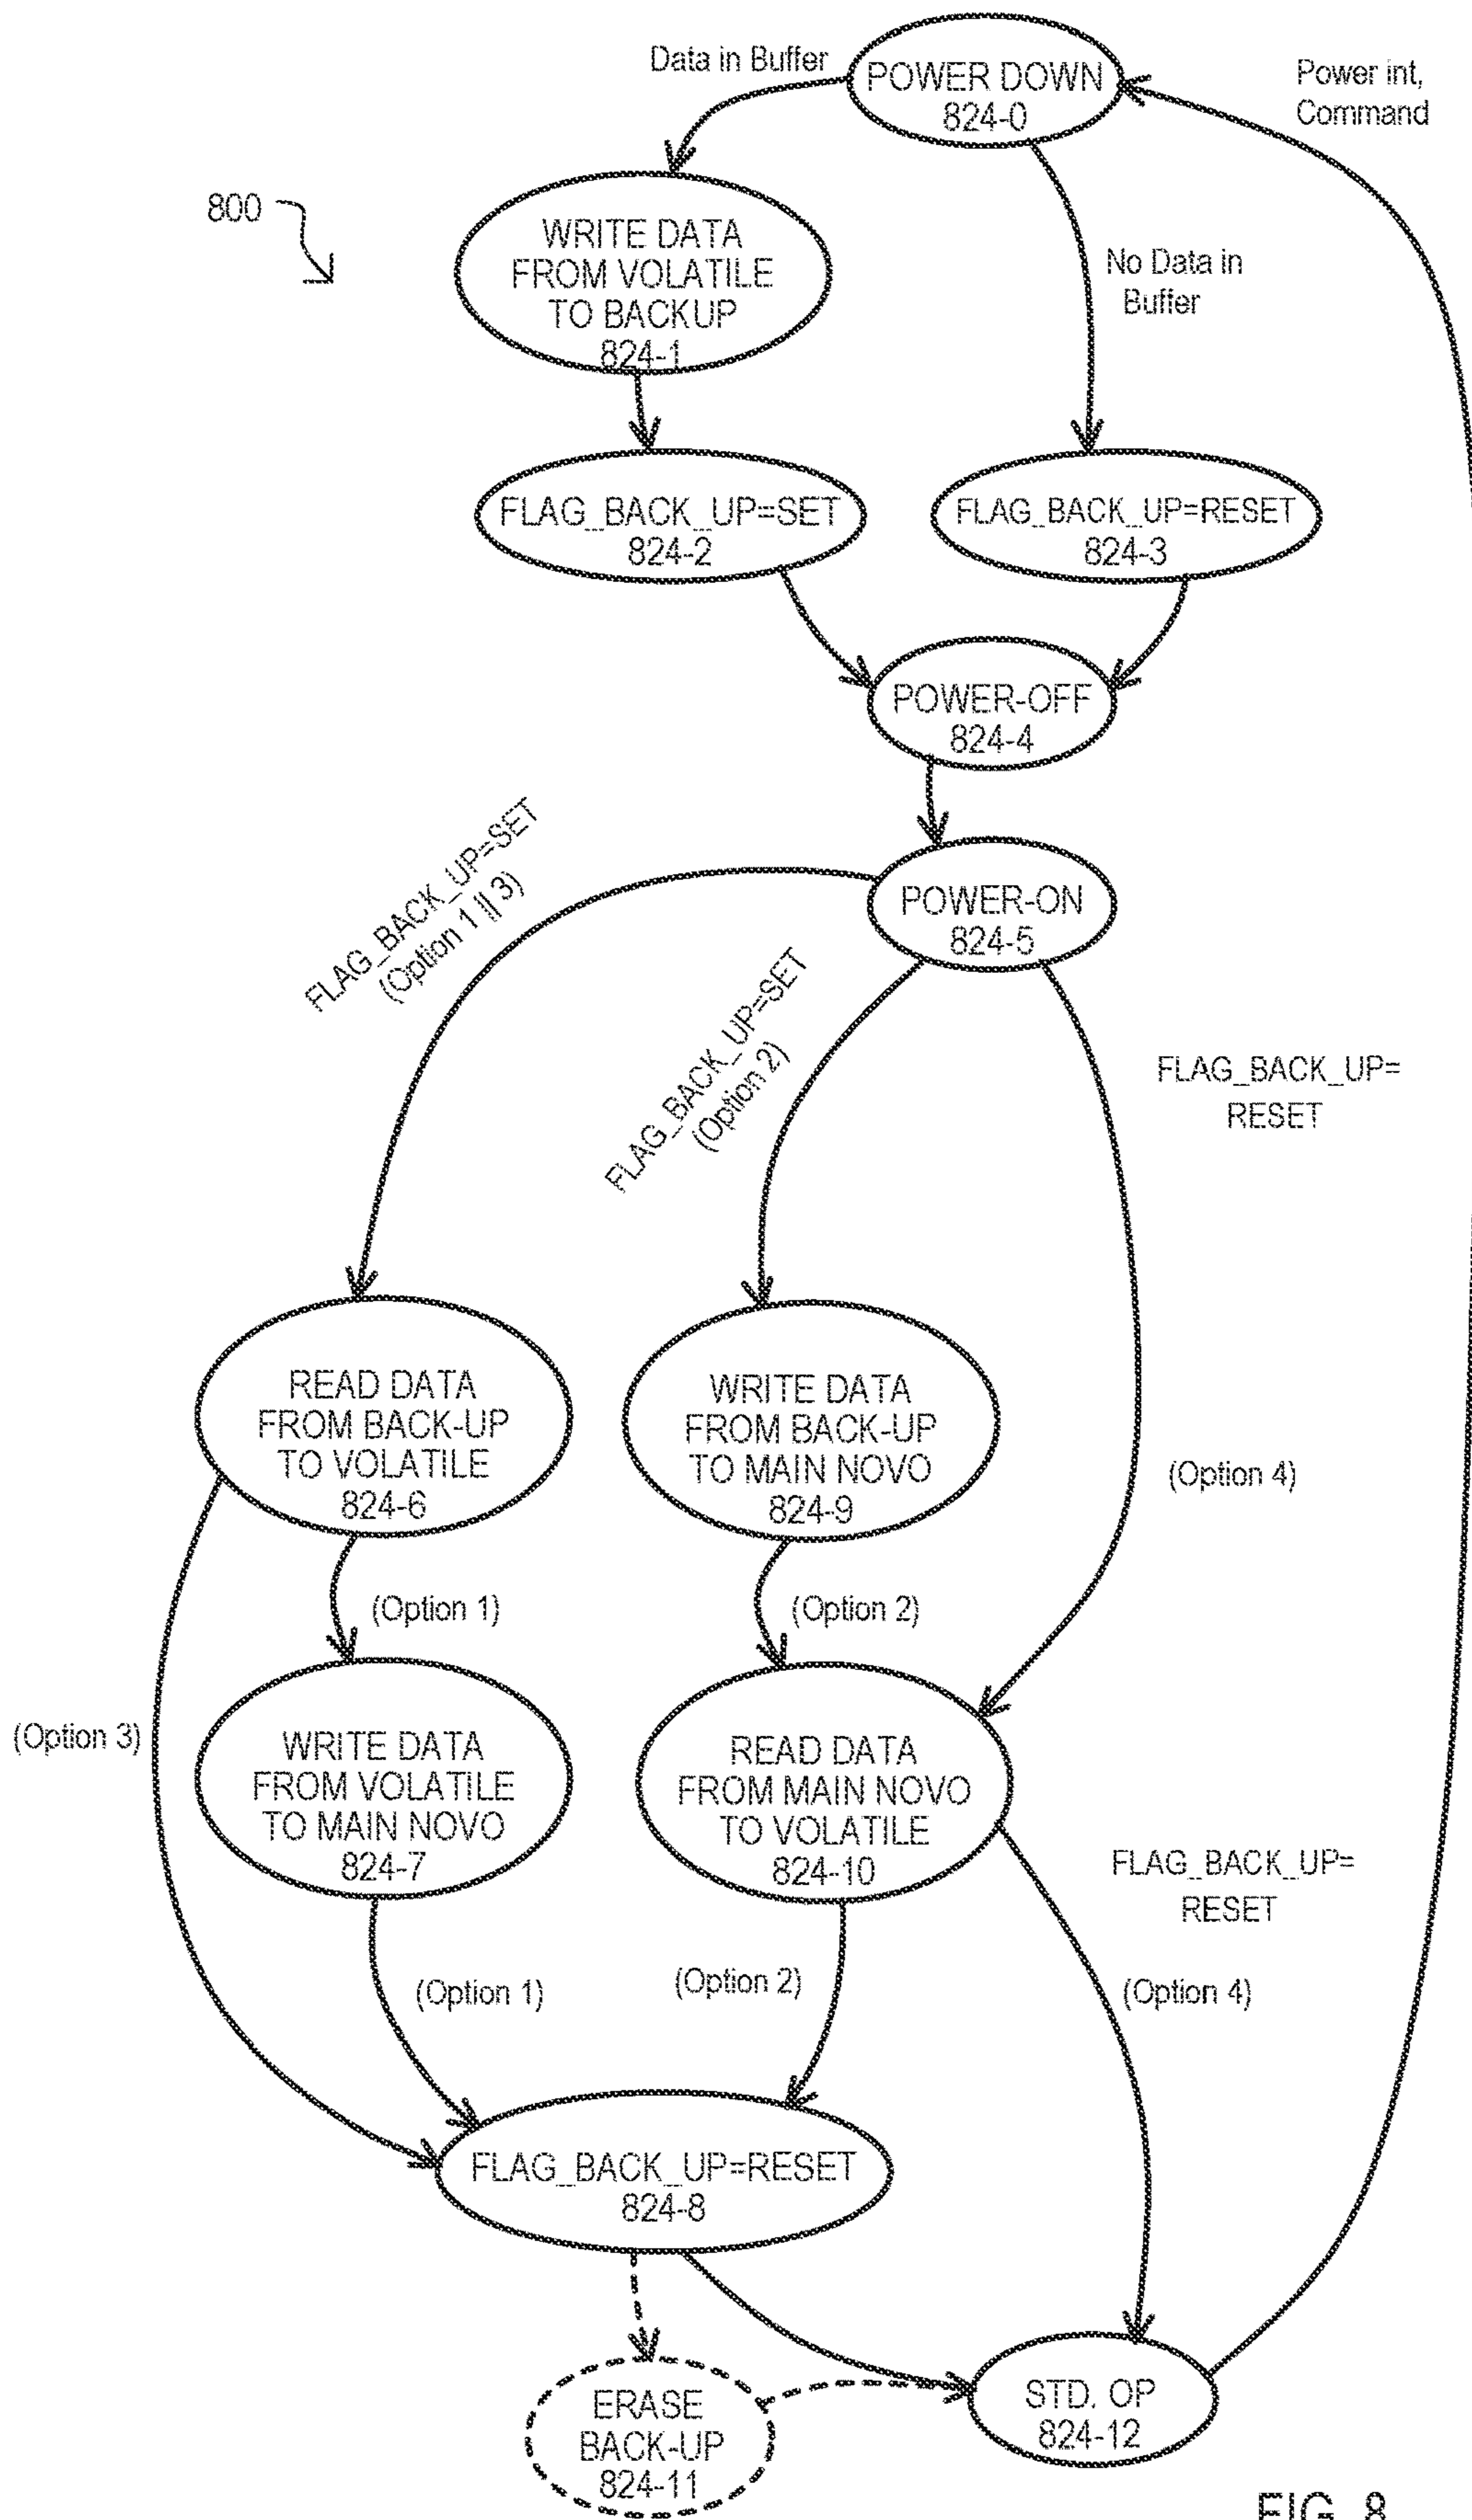 Data in Buffer
POWER DOWN
824-0
Power int,
Command
800
WRITE DATA
FROM VOLATILE
TO BACKUP
824-1
No Data in
Buffer
FLAG_BACK_UP=SET
824-2
FLAG_BACK_UP=RESET
824-3
POWER-OFF
824-4
POWER-ON
824-5
FLAG_BACK_UP=SET
(Option 1 || 3)
FLAG_BACK_UP=SET
(Option 2)
FLAG_BACK_UP=
RESET
READ DATA
FROM BACK-UP
TO VOLATILE
824-6
WRITE DATA
FROM BACK-UP
TO MAIN NOVO
824-9
(Option 4)
(Option 1)
(Option 2)
(Option 3)
WRITE DATA
FROM VOLATILE
TO MAIN NOVO
824-7
READ DATA
FROM MAIN NOVO
TO VOLATILE
824-10
FLAG_BACK_UP=
RESET
(Option 1)
(Option 2)
(Option 4)
FLAG_BACK_UP=RESET
824-8
ERASE
BACK-UP
824-11
STD. OP
824-12
FIG. 8